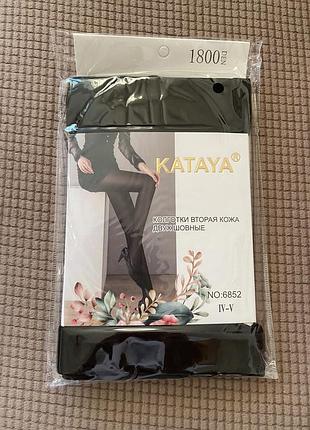 1800 DEN
KATAYA®
КОЛГОТКИ ВТОРАЯ КОЖА
ДВУХШОВНЫЕ
NO:6852
IV-V